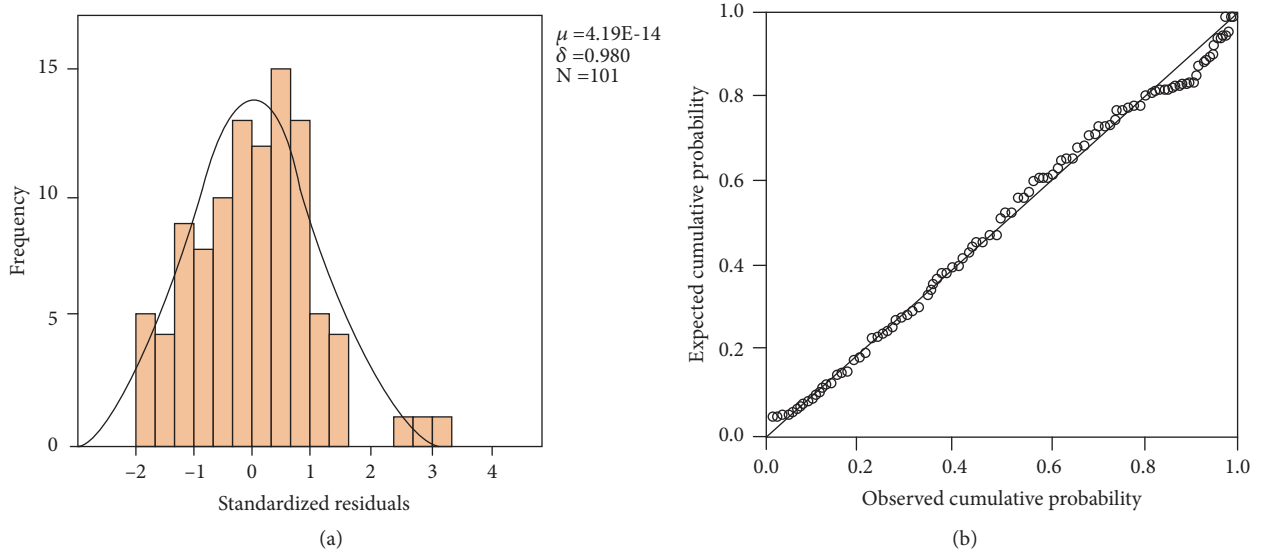 μ =4.19E-14
δ =0.980
N =101
15
10
5
0
Frequency
−2 −1 0 1 2 3 4
Standardized residuals
(a)
1.0
0.8
0.6
0.4
0.2
0.0
Expected cumulative probability
0.0 0.2 0.4 0.6 0.8 1.0
Observed cumulative probability
(b)